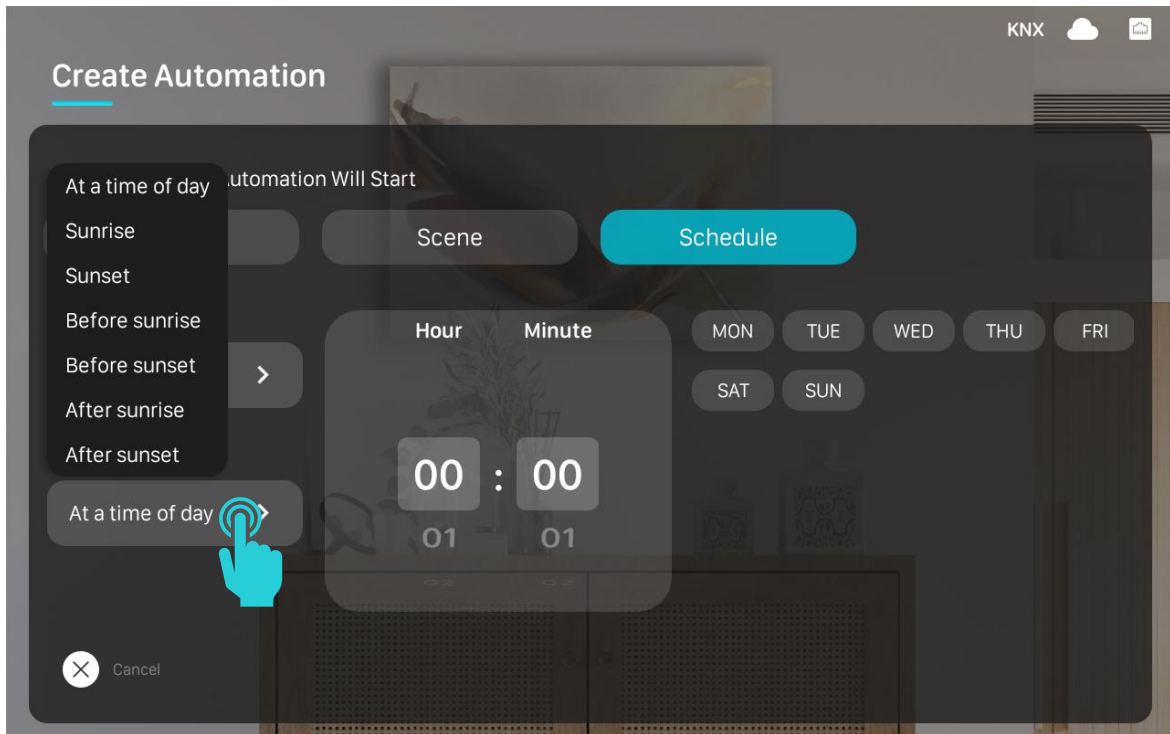 KNX
Create Automation
utomation Will Start
At a time of day
Sunrise
Sunset
Before sunrise
Before sunset
After sunrise
After sunset
Scene
Schedule
Hour Minute
00 : 00
01 01
02 02
MON TUE WED THU FRI
SAT SUN
At a time of day
Cancel